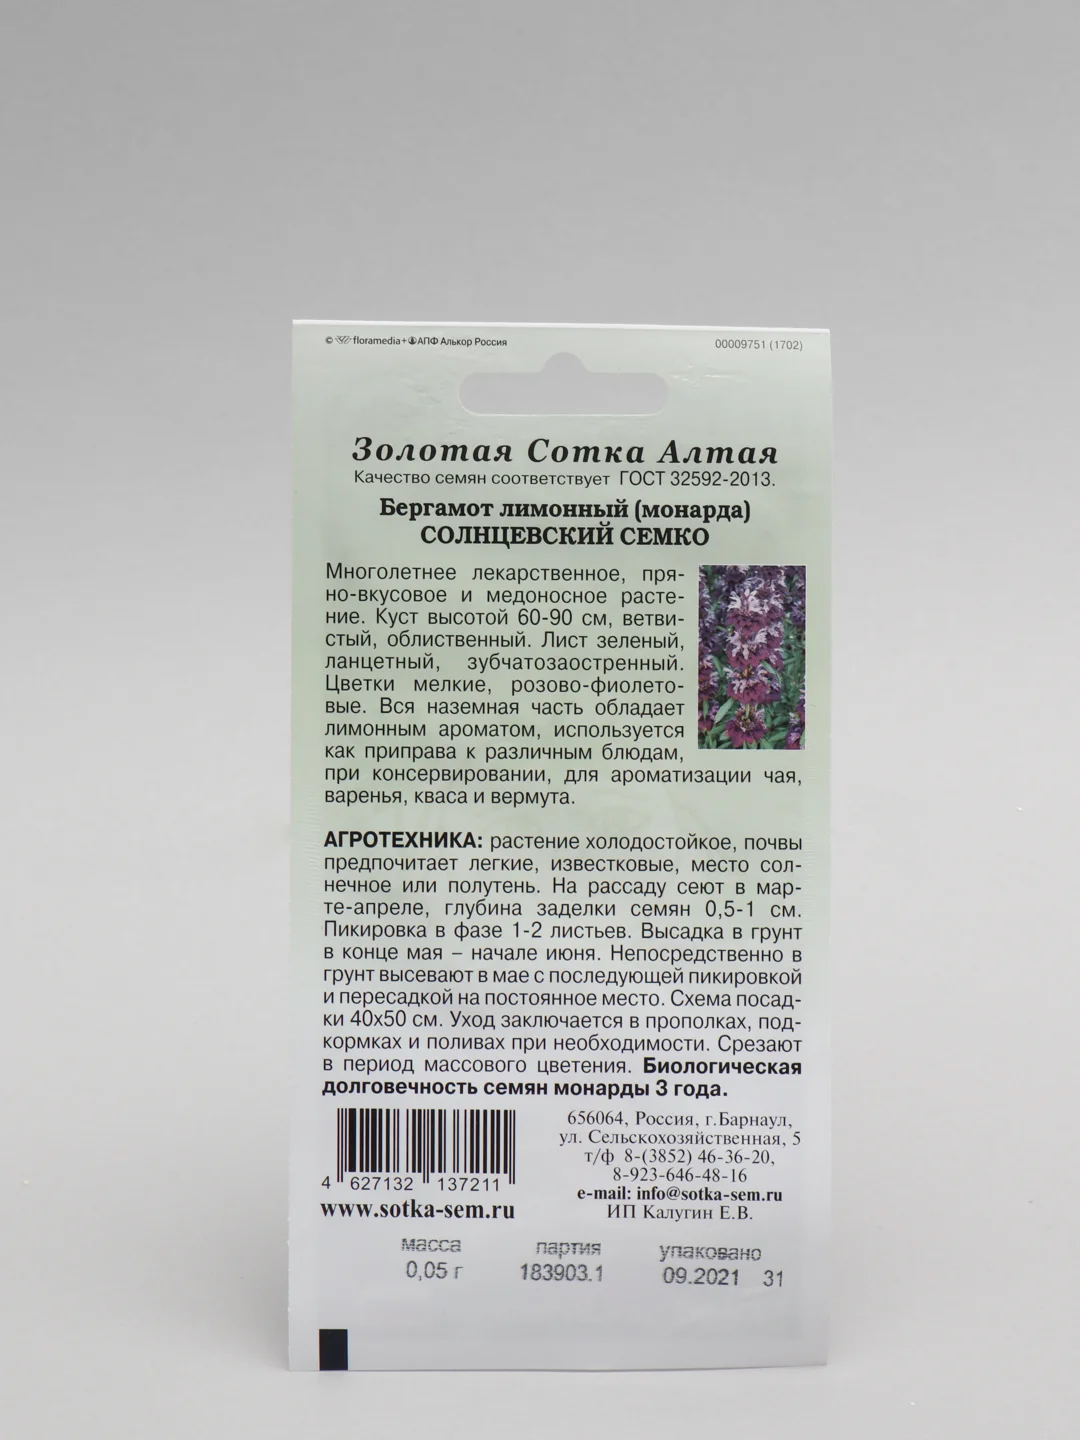 © floramedia+ АПФ Алькор Россия 00009751 (1702)
Золотая Сотка Алтая
Качество семян соответствует ГОСТ 32592-2013.
Бергамот лимонный (монарда)
СОЛНЦЕВСКИЙ СЕМКО
Многолетнее лекарственное, пря-
но-вкусовое и медоносное расте-
ние. Куст высотой 60-90 см, ветви-
стый, облиственный. Лист зеленый,
ланцетный, зубчатозаостренный.
Цветки мелкие, розово-фиолето-
вые. Вся наземная часть обладает
лимонным ароматом, используется
как приправа к различным блюдам,
при консервировании, для ароматизации чая,
варенья, кваса и вермута.
АГРОТЕХНИКА: растение холодостойкое, почвы
предпочитает легкие, известковые, место сол-
нечное или полутень. На рассаду сеют в мар-
те-апреле, глубина заделки семян 0,5-1 см.
Пикировка в фазе 1-2 листьев. Высадка в грунт
в конце мая – начале июня. Непосредственно в
грунт высевают в мае с последующей пикировкой
и пересадкой на постоянное место. Схема посад-
ки 40х50 см. Уход заключается в прополках, под-
кормках и поливах при необходимости. Срезают
в период массового цветения. Биологическая
долговечность семян монарды 3 года.
4 627132 137211
www.sotka-sem.ru
656064, Россия, г.Барнаул,
ул. Сельскохозяйственная, 5
т/ф 8-(3852) 46-36-20,
8-923-646-48-16
e-mail: info@sotka-sem.ru
ИП Калугин Е.В.
масса партия упаковано
0,05 г 183903.1 09.2021 31